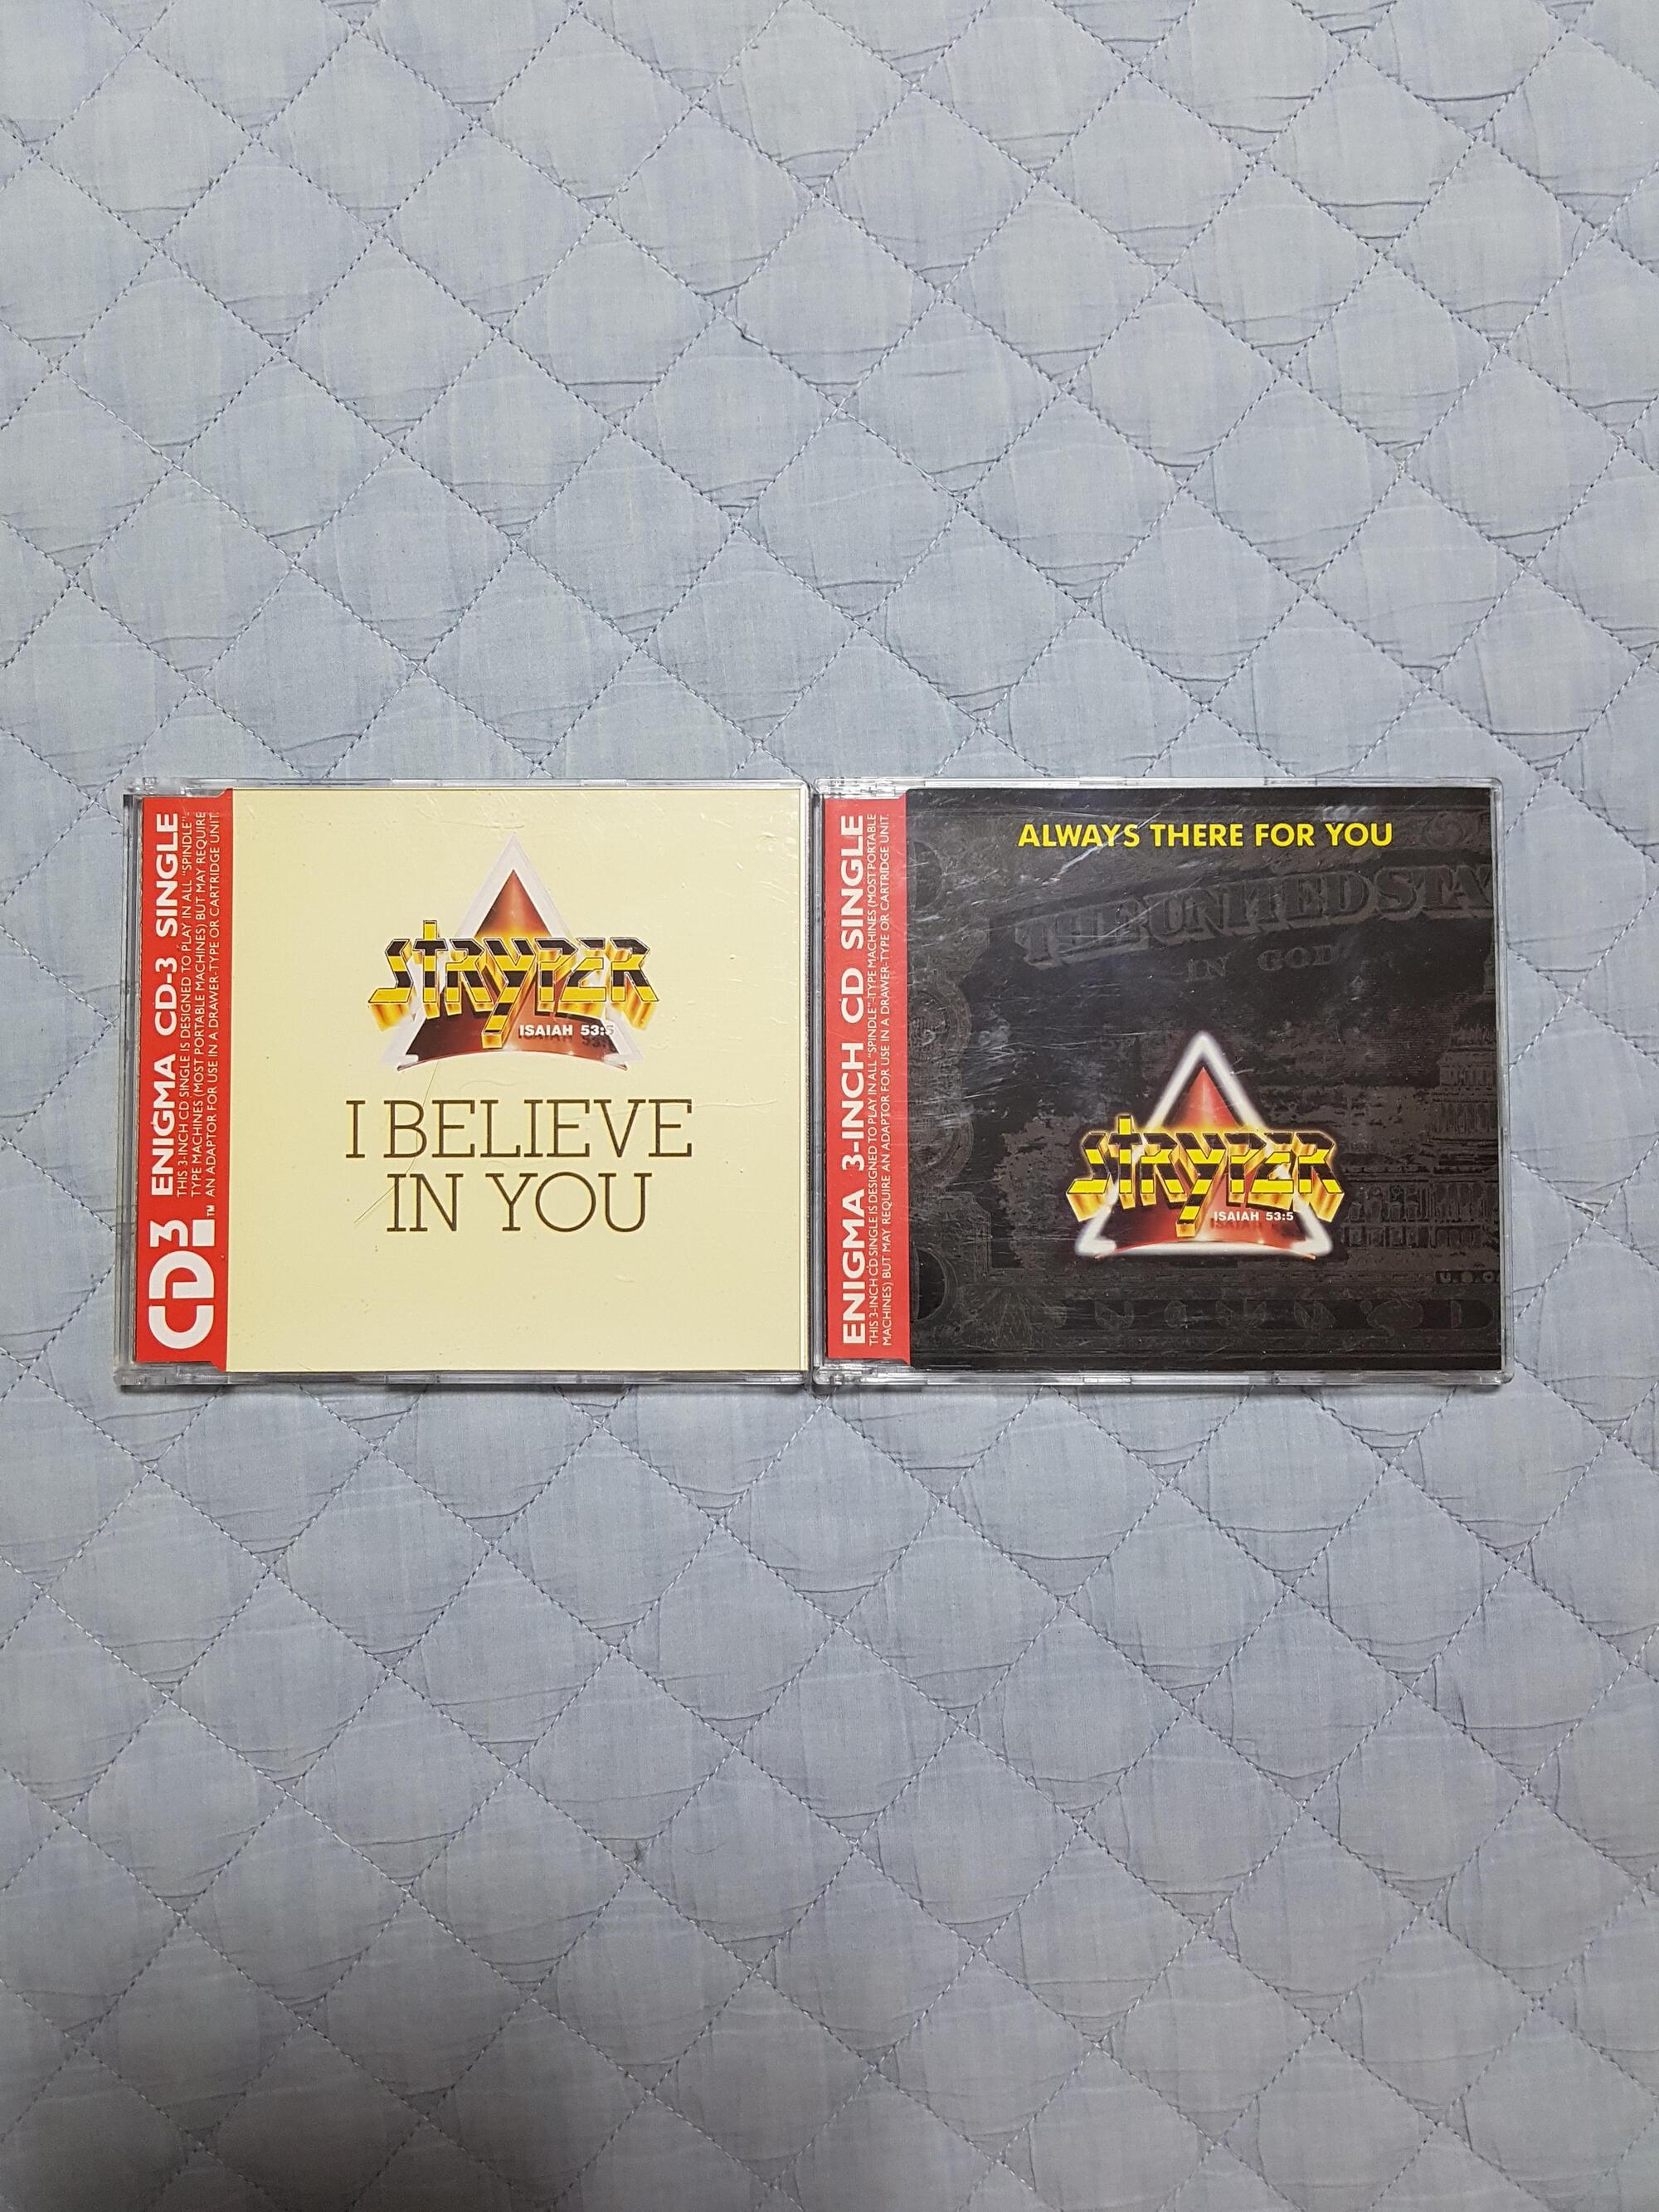 CD3 TM
ENIGMA CD-3 SINGLE
THIS 3-INCH CD SINGLE IS DESIGNED TO PLAY IN ALL "SPINDLE"-
TYPE MACHINES (MOST PORTABLE MACHINES) BUT MAY REQUIRE
AN ADAPTOR FOR USE IN A DRAWER-TYPE OR CARTRIDGE UNIT.
STRYPER
ISAIAH 53:5
I BELIEVE
IN YOU
ENIGMA 3-INCH CD SINGLE
THIS 3-INCH CD SINGLE IS DESIGNED TO PLAY IN ALL "SPINDLE"-TYPE MACHINES (MOST PORTABLE
MACHINES) BUT MAY REQUIRE AN ADAPTOR FOR USE IN A DRAWER-TYPE OR CARTRIDGE UNIT.
ALWAYS THERE FOR YOU
THE UNITED STA
IN GOD
STRYPER
ISAIAH 53:5